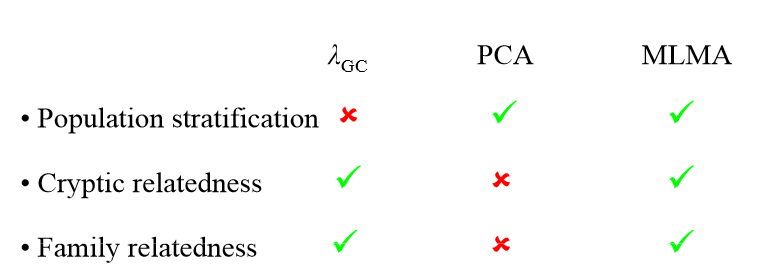 λGC PCA MLMA
• Population stratification ✘ ✓ ✓
• Cryptic relatedness ✓ ✘ ✓
• Family relatedness ✓ ✘ ✓